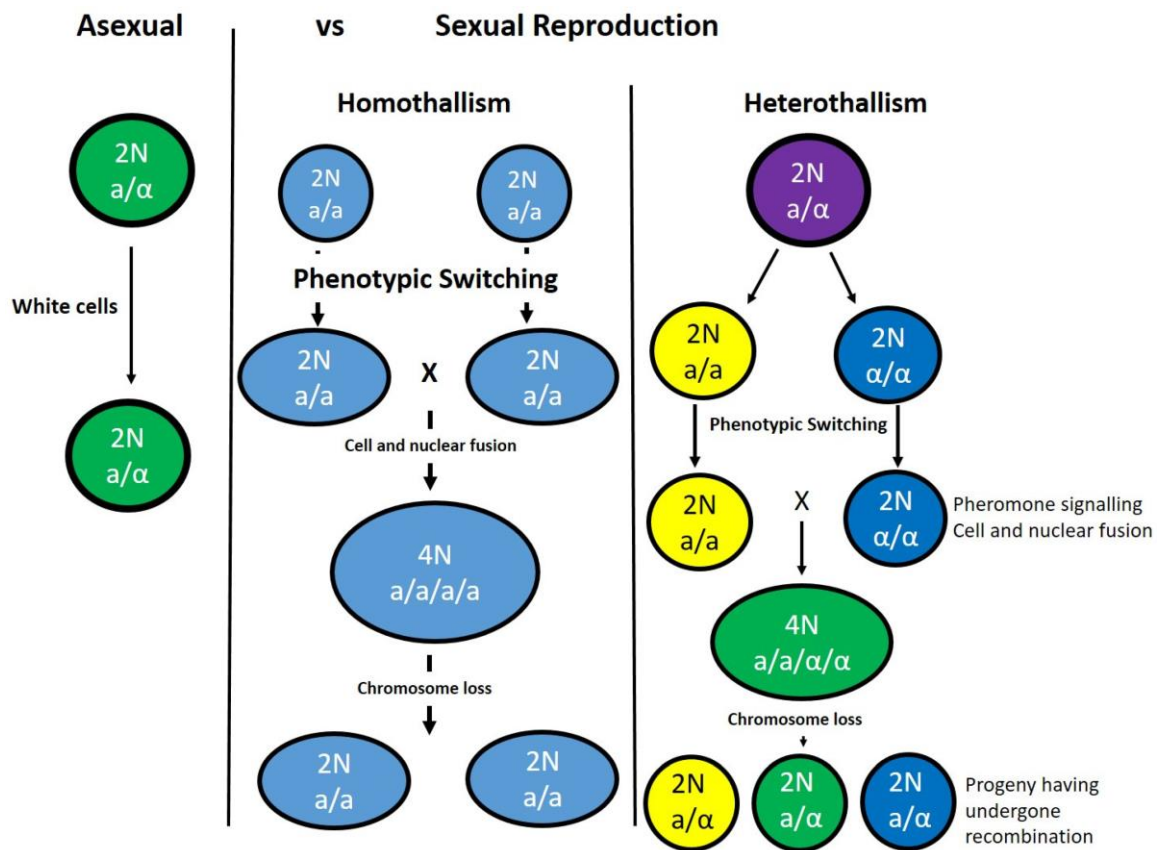 Asexual vs Sexual Reproduction
Homothallism
Heterothallism
2N
a/α
White cells
2N
a/α
2N
a/a
2N
a/a
Phenotypic Switching
2N
a/a
X
2N
a/a
Cell and nuclear fusion
4N
a/a/a/a
Chromosome loss
2N
a/a
2N
a/a
2N
a/α
2N
a/a
2N
α/α
Phenotypic Switching
2N
a/a
X
2N
α/α
Pheromone signalling
Cell and nuclear fusion
4N
a/a/α/α
Chromosome loss
2N
a/α
2N
a/α
2N
a/α
Progeny having
undergone
recombination